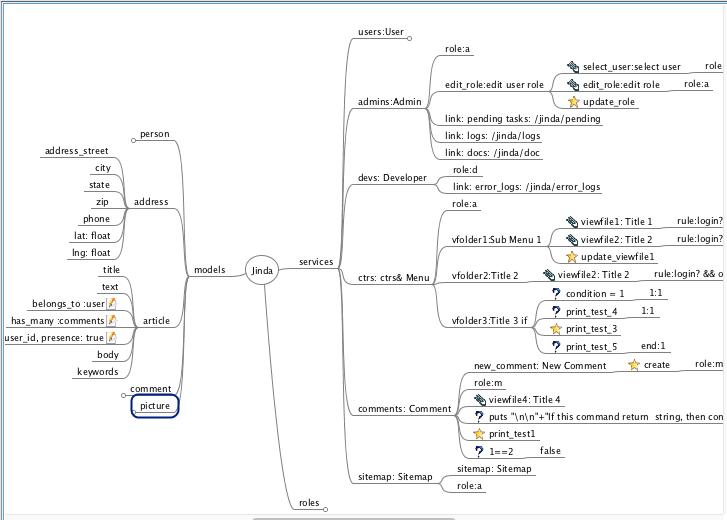 Jinda
models
person
address
address_street
city
state
zip
phone
lat: float
lng: float
article
title
text
belongs_to :user
has_many :comments
user_id, presence: true
body
keywords
comment
picture
services
users:User
admins:Admin
role:a
edit_role:edit user role
select_user:select user
role
edit_role:edit role
role:a
update_role
link: pending tasks: /jinda/pending
link: logs: /jinda/logs
link: docs: /jinda/doc
devs: Developer
role:d
link: error_logs: /jinda/error_logs
ctrs: ctrs& Menu
role:a
vfolder1:Sub Menu 1
viewfile1: Title 1
rule:login?
viewfile2: Title 2
rule:login?
update_viewfile1
vfolder2:Title 2
viewfile2: Title 2
rule:login? && o
vfolder3:Title 3 if
condition = 1
1:1
print_test_4
1:1
print_test_3
print_test_5
end:1
comments: Comment
new_comment: New Comment
create
role:m
role:m
viewfile4: Title 4
puts "\n\n"+"If this command return  string, then con
print_test1
1==2
false
sitemap: Sitemap
sitemap: Sitemap
role:a
roles